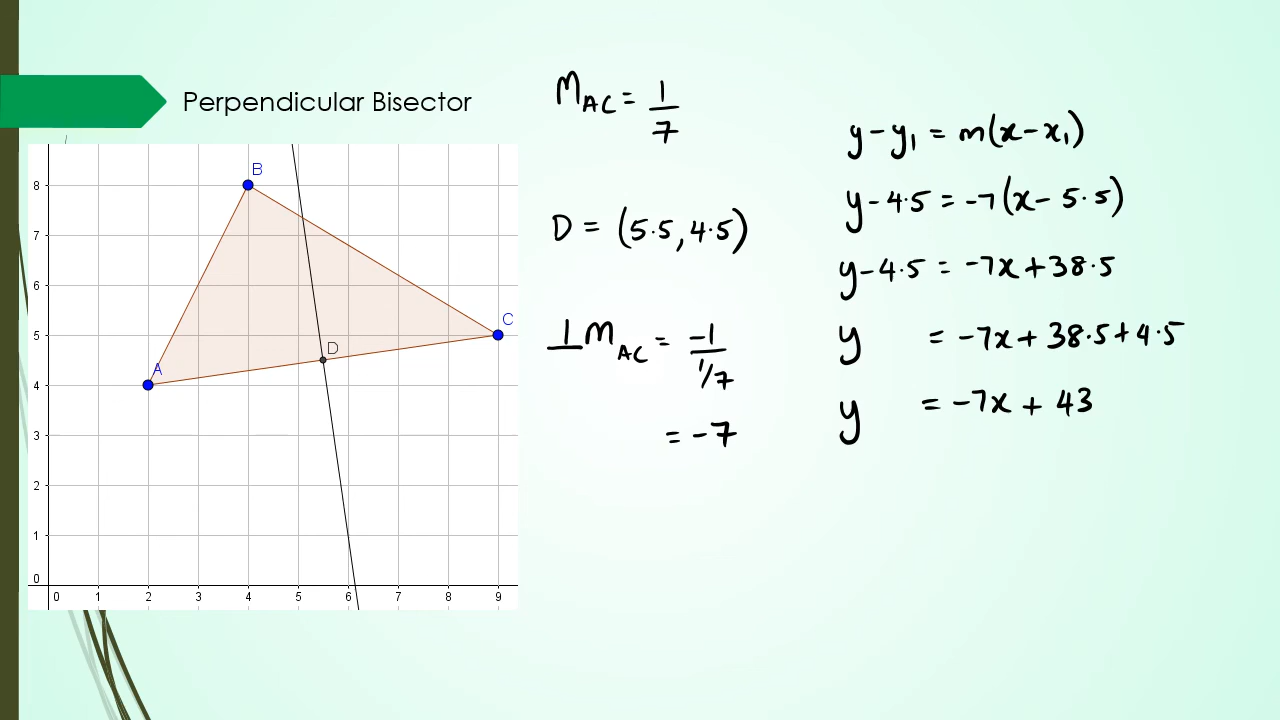 Perpendicular Bisector
B
C
D
A
8
7
6
5
4
3
2
1
0
0 1 2 3 4 5 6 7 8 9
M_AC = 1/7
D = (5.5, 4.5)
⊥M_AC = -1/(1/7)
= -7
y - y₁ = m(x - x₁)
y - 4.5 = -7(x - 5.5)
y - 4.5 = -7x + 38.5
y = -7x + 38.5 + 4.5
y = -7x + 43